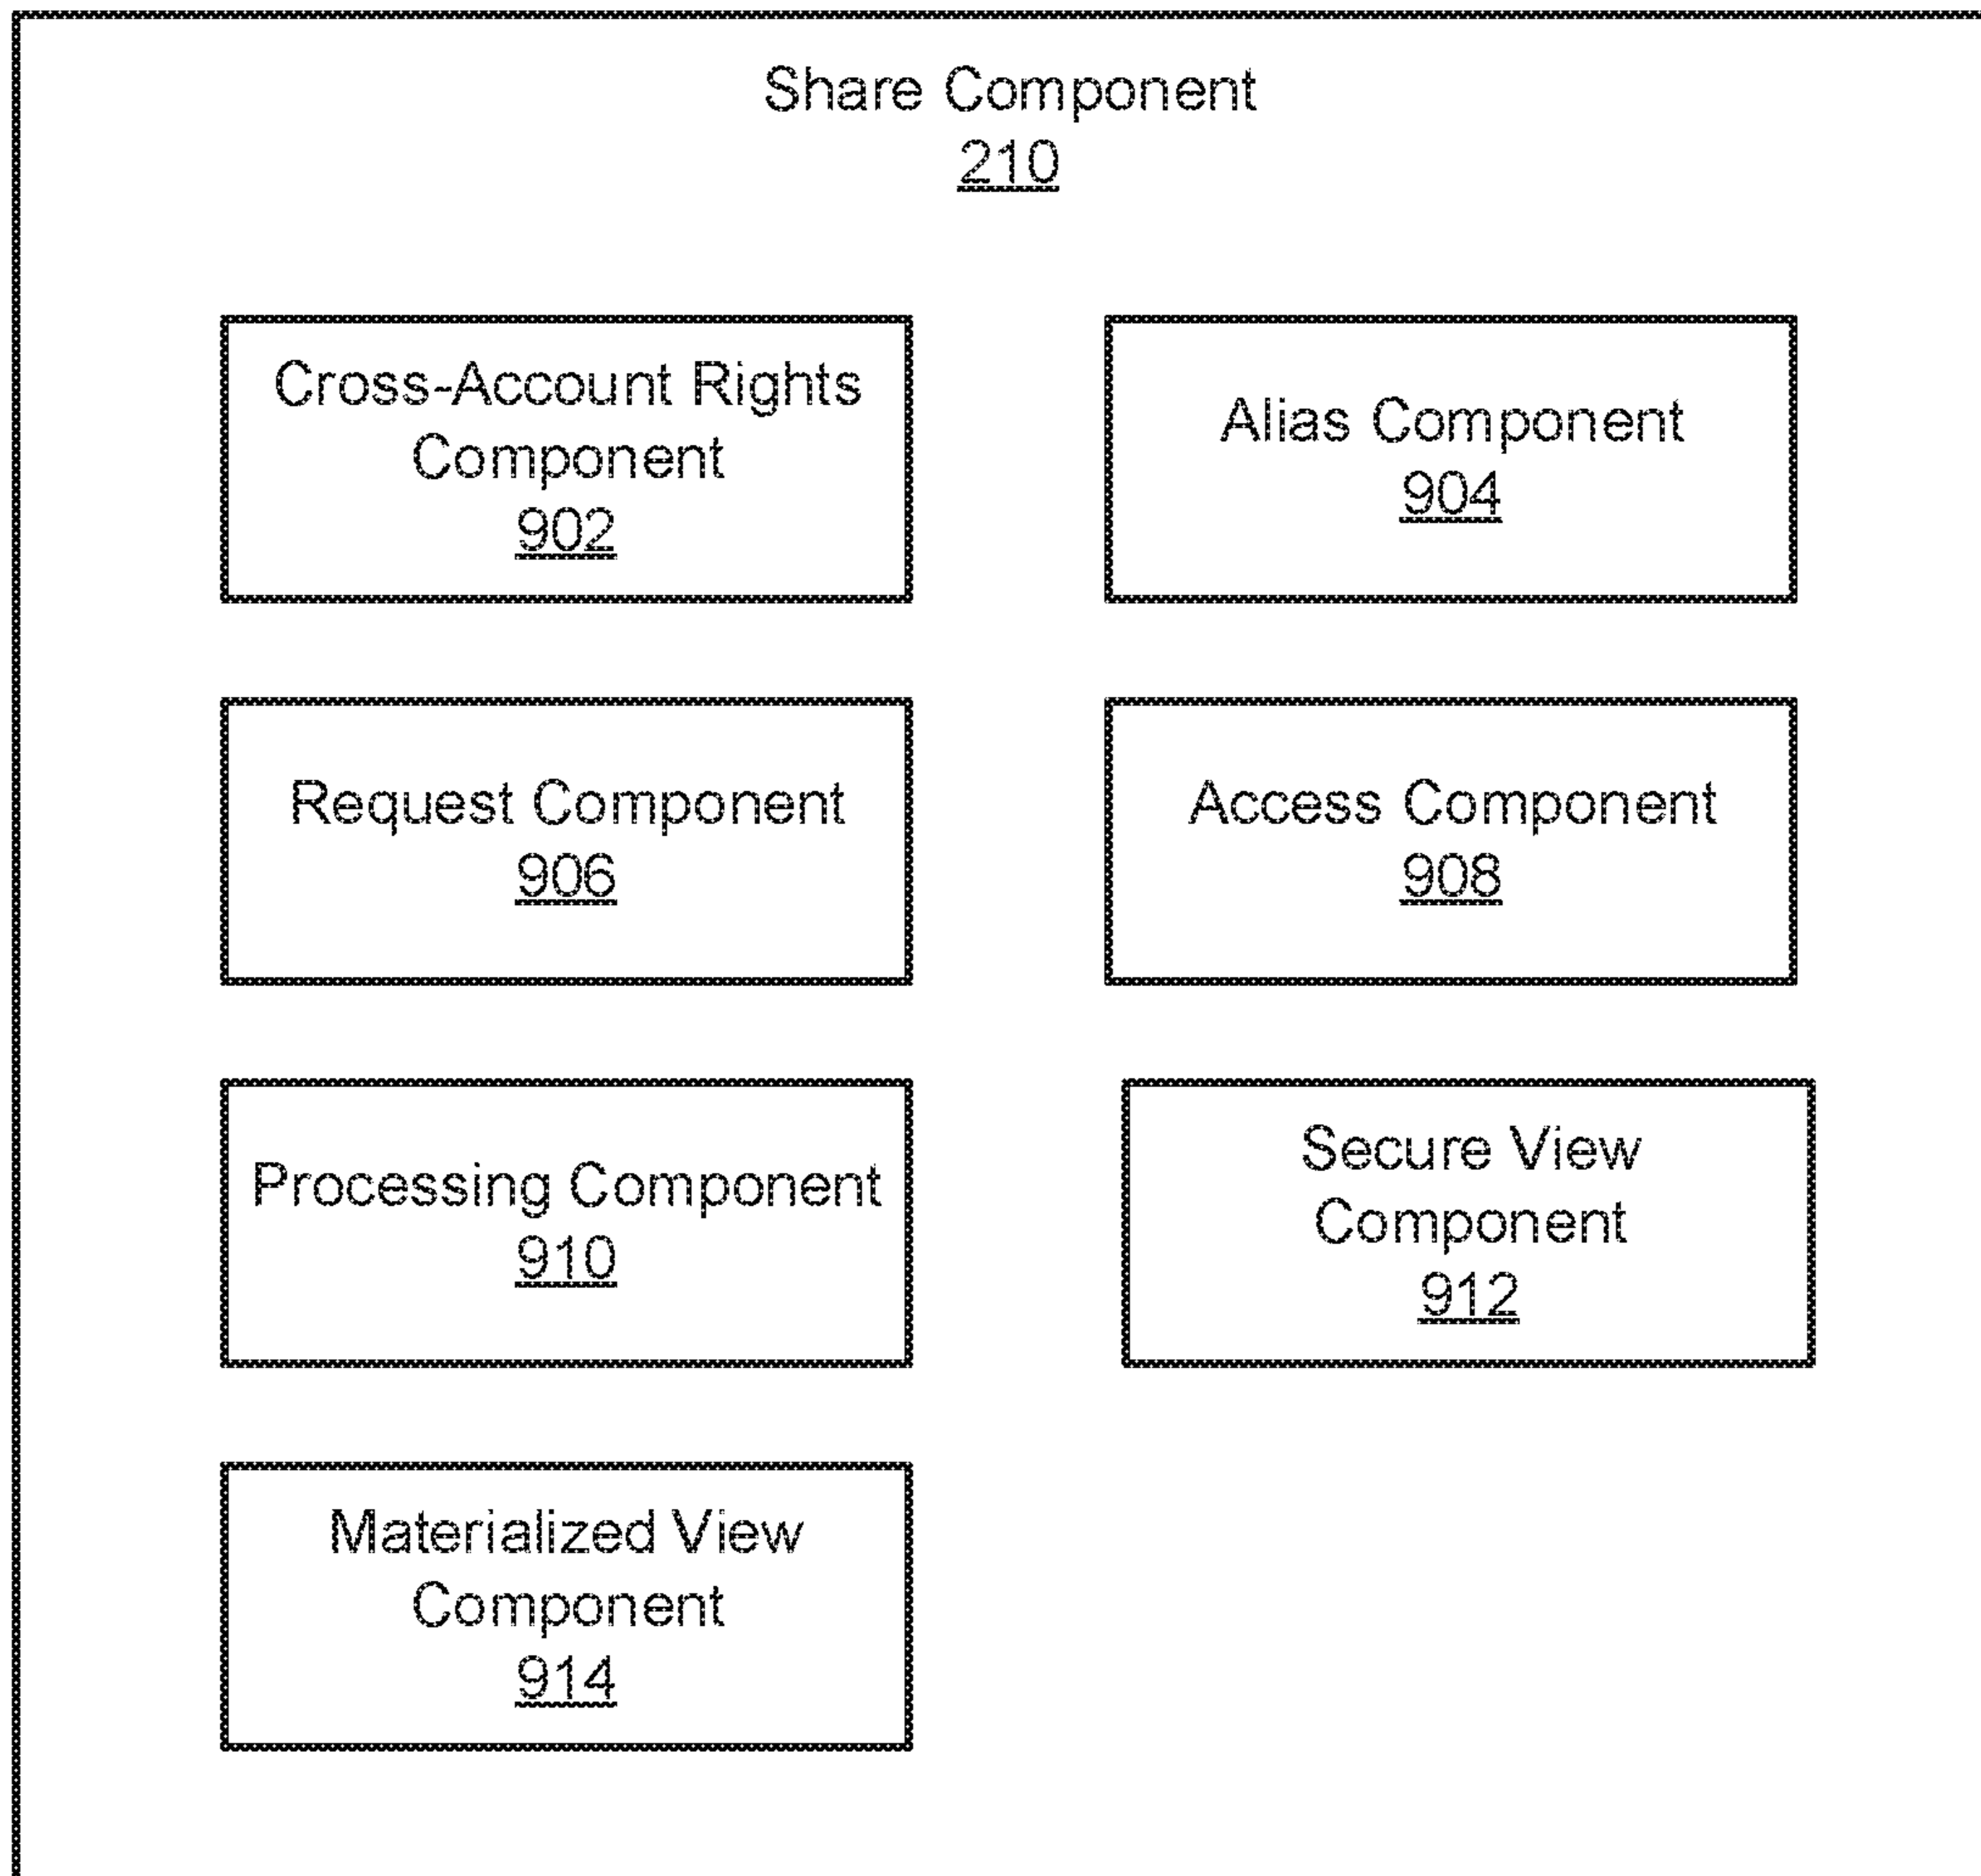 Share Component
210
Cross-Account Rights
Component
902
Alias Component
904
Request Component
906
Access Component
908
Processing Component
910
Secure View
Component
912
Materialized View
Component
914